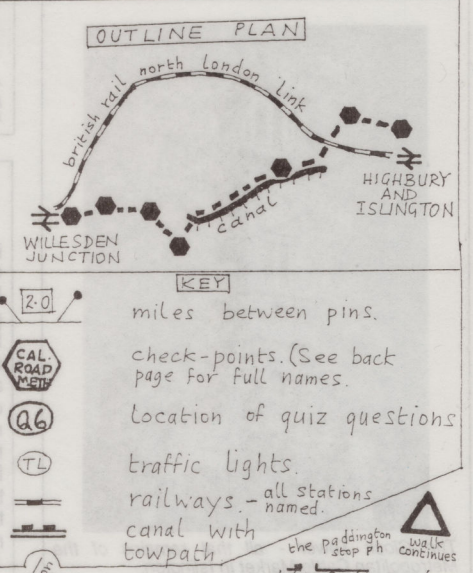 OUTLINE PLAN
british rail north london link
canal
HIGHBURY
AND
ISLINGTON
WILLESDEN
JUNCTION
KEY
2.0
miles between pins.
CAL.
ROAD
METH
check-points. (See back
page for full names.
Q6
Location of quiz questions
TL
traffic lights.
railways. - all stations
named.
canal with
towpath
the paddington
stop ph
walk
continues